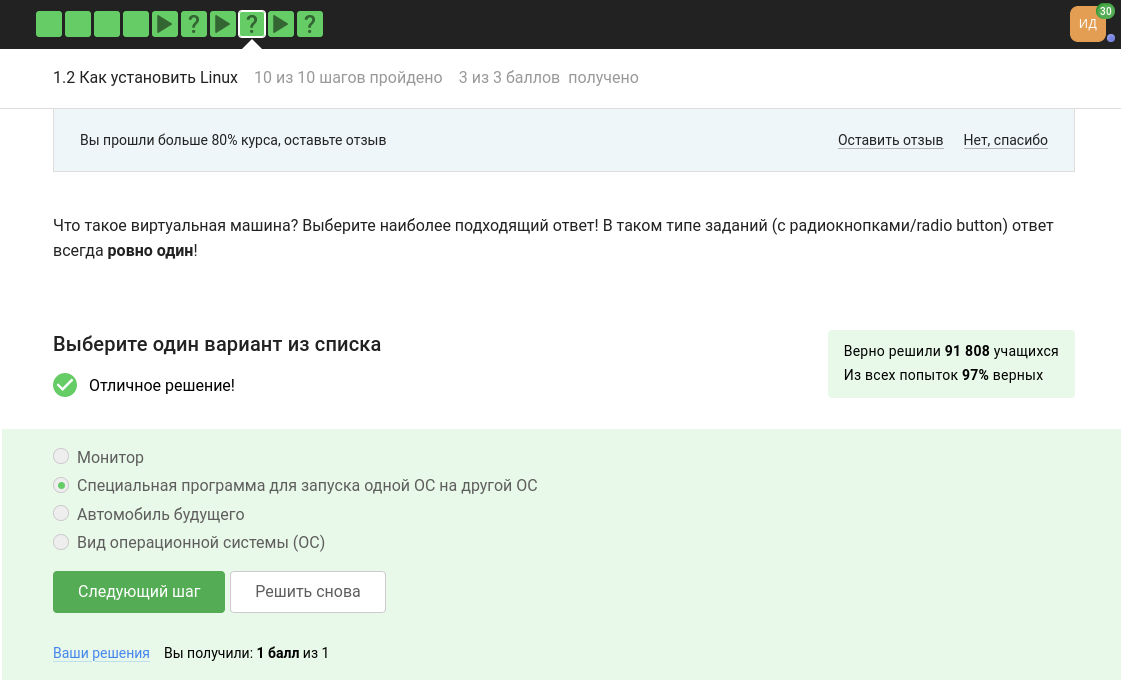 ? ? ?
ИД 30
1.2 Как установить Linux 10 из 10 шагов пройдено 3 из 3 баллов получено
Вы прошли больше 80% курса, оставьте отзыв Оставить отзыв Нет, спасибо
Что такое виртуальная машина? Выберите наиболее подходящий ответ! В таком типе заданий (с радиокнопками/radio button) ответ
всегда ровно один!
Выберите один вариант из списка
Отличное решение!
Верно решили 91 808 учащихся
Из всех попыток 97% верных
Монитор
Специальная программа для запуска одной ОС на другой ОС
Автомобиль будущего
Вид операционной системы (ОС)
Следующий шаг Решить снова
Ваши решения Вы получили: 1 балл из 1